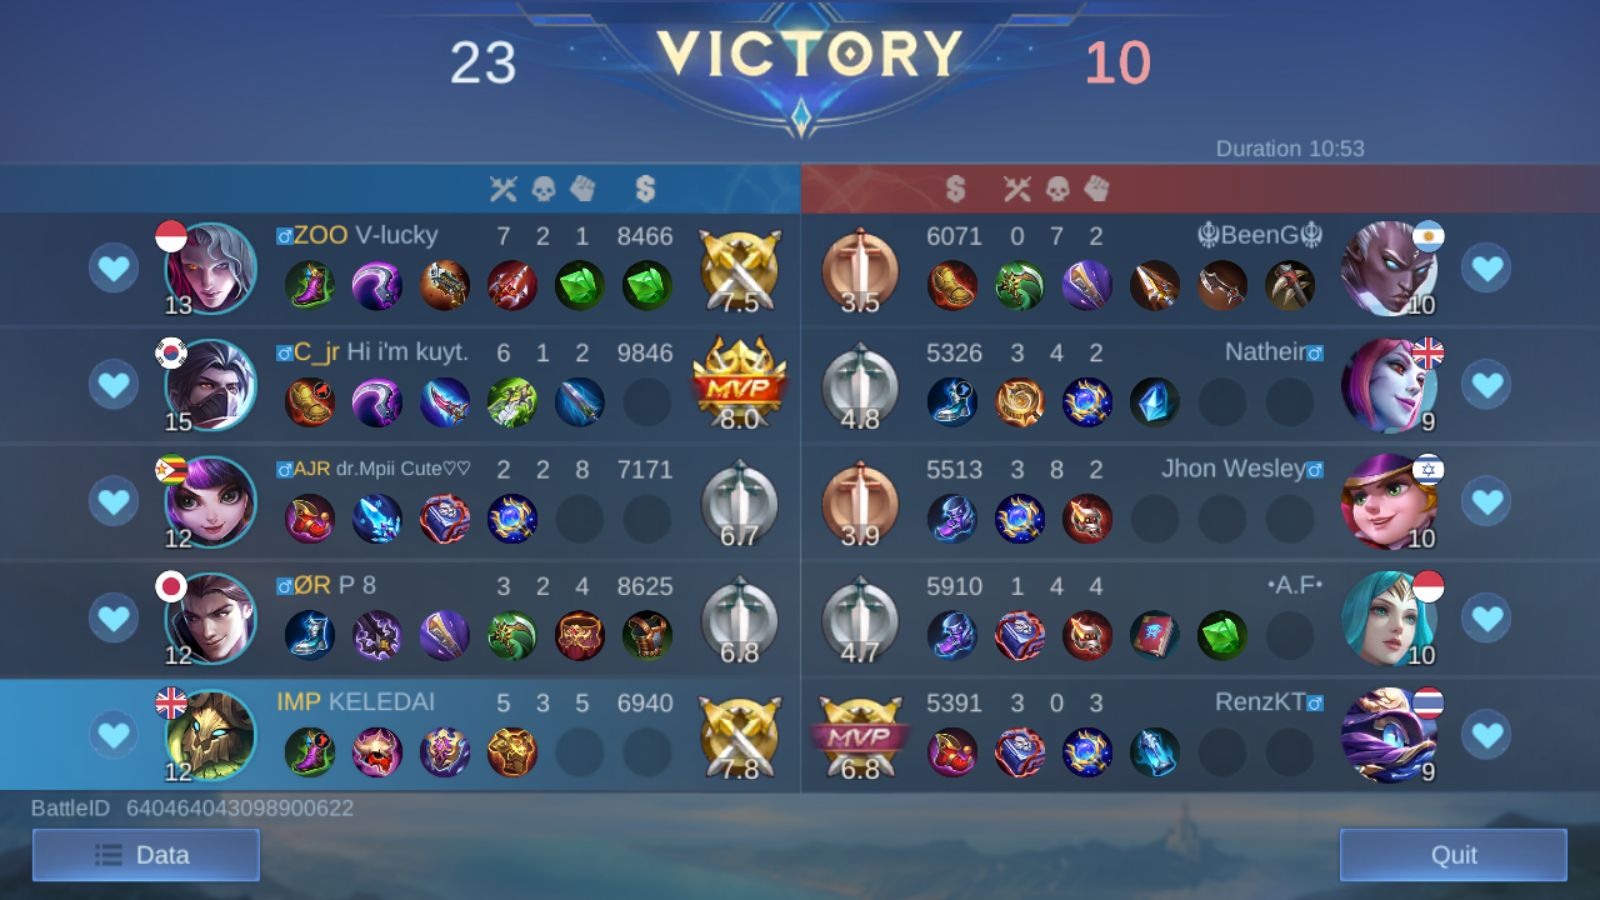 23 VICTORY 10
Duration 10:53
ZOO V-lucky 7 2 1 8466 7.5 13
3.5 6071 0 7 2 BeenG 10
C_jr Hi i'm kuyt. 6 1 2 9846 MVP 8.0 15
4.8 5326 3 4 2 Natheir 9
AJR dr.Mpii Cute♡♡ 2 2 8 7171 6.7 12
3.9 5513 3 8 2 Jhon Wesley 10
ØR P 8 3 2 4 8625 6.8 12
4.7 5910 1 4 4 •A.F• 10
IMP KELEDAI 5 3 5 6940 7.8 12
MVP 6.8 5391 3 0 3 RenzKT 9
BattleID 640464043098900622
Data
Quit